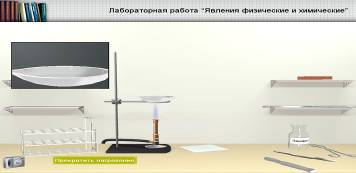 Лабораторная работа "Явления физические и химические"
Прекратить нагревание